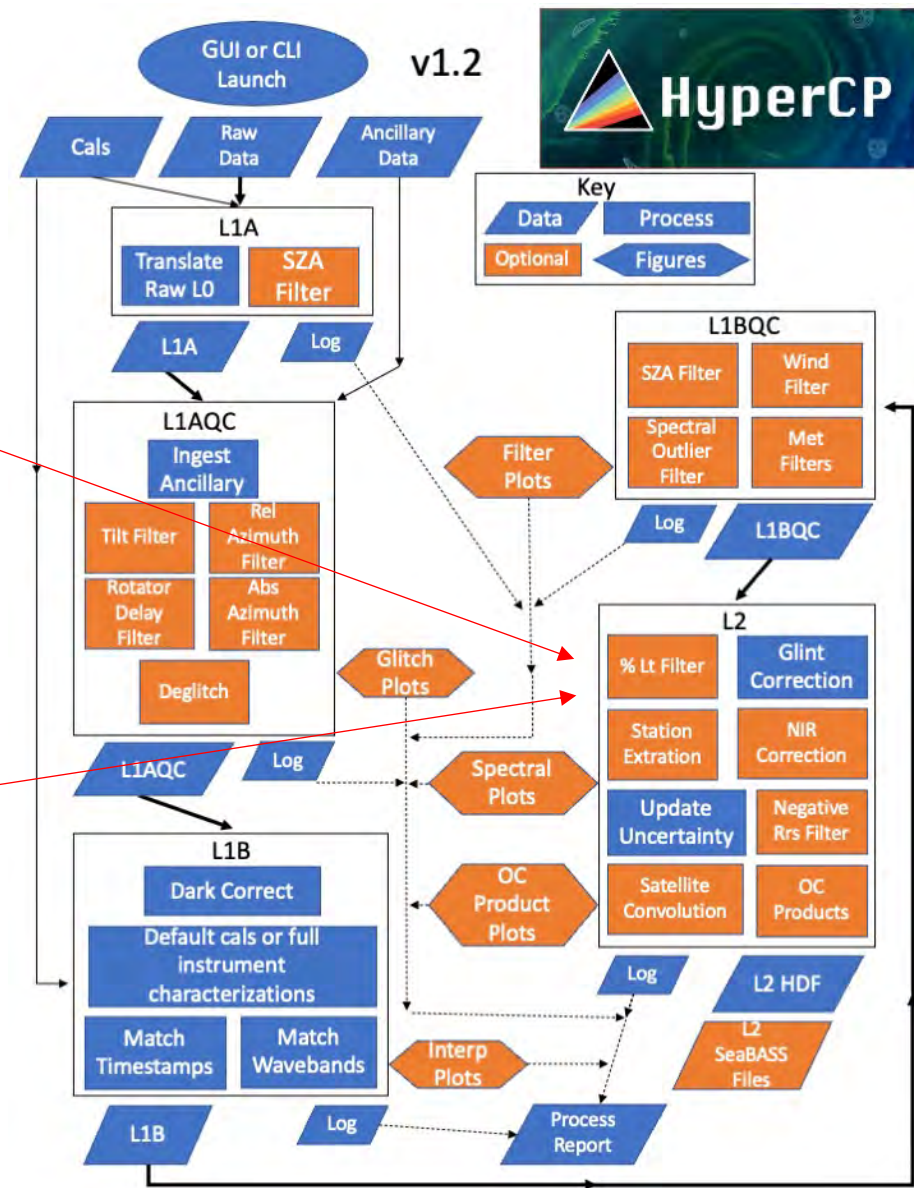 GUI or CLI
Launch
v1.2
HyperCP
Cals
Raw
Data
Ancillary
Data
Key
Data
Process
Optional
Figures
L1A
Translate
Raw L0
SZA
Filter
L1A
Log
L1AQC
Ingest
Ancillary
Tilt Filter
Rel
Azimuth
Filter
Rotator
Delay
Filter
Abs
Azimuth
Filter
Deglitch
L1AQC
Log
L1B
Dark Correct
Default cals or full
instrument
characterizations
Match
Timestamps
Match
Wavebands
L1B
Log
L1BQC
SZA Filter
Wind
Filter
Spectral
Outlier
Filter
Met
Filters
Log
L1BQC
Filter
Plots
Glitch
Plots
Spectral
Plots
OC
Product
Plots
Interp
Plots
L2
% Lt Filter
Glint
Correction
Station
Extration
NIR
Correction
Update
Uncertainty
Negative
Rrs Filter
Satellite
Convolution
OC
Products
Log
L2 HDF
L2
SeaBASS
Files
Process
Report